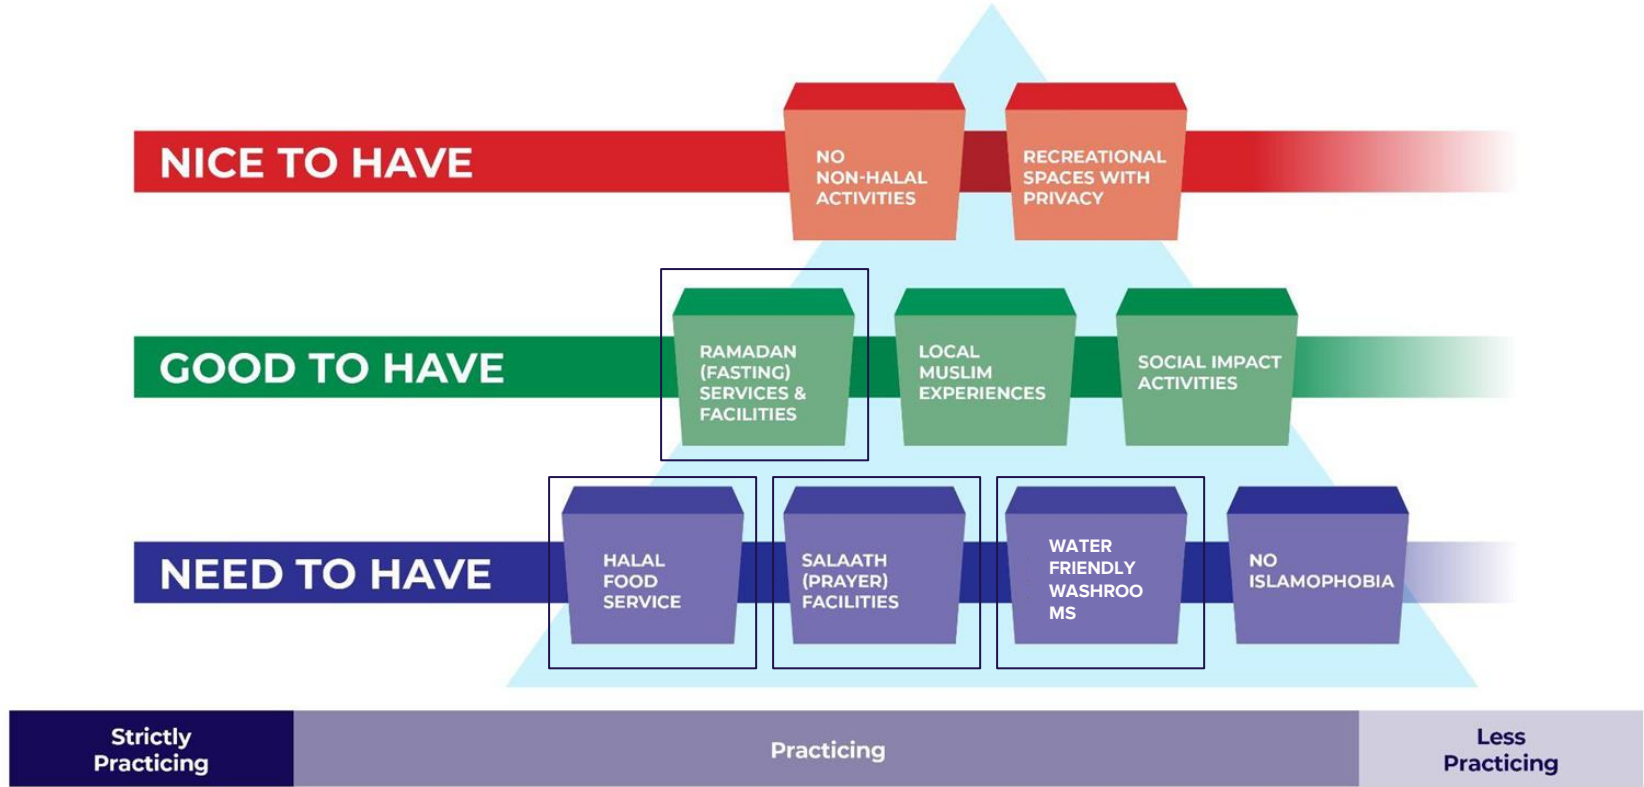 NICE TO HAVE
NO
NON-HALAL
ACTIVITIES
RECREATIONAL
SPACES WITH
PRIVACY
GOOD TO HAVE
RAMADAN
(FASTING)
SERVICES &
FACILITIES
LOCAL
MUSLIM
EXPERIENCES
SOCIAL IMPACT
ACTIVITIES
NEED TO HAVE
HALAL
FOOD
SERVICE
SALAATH
(PRAYER)
FACILITIES
WATER
FRIENDLY
WASHROO
MS
NO
ISLAMOPHOBIA
Strictly
Practicing
Practicing
Less
Practicing